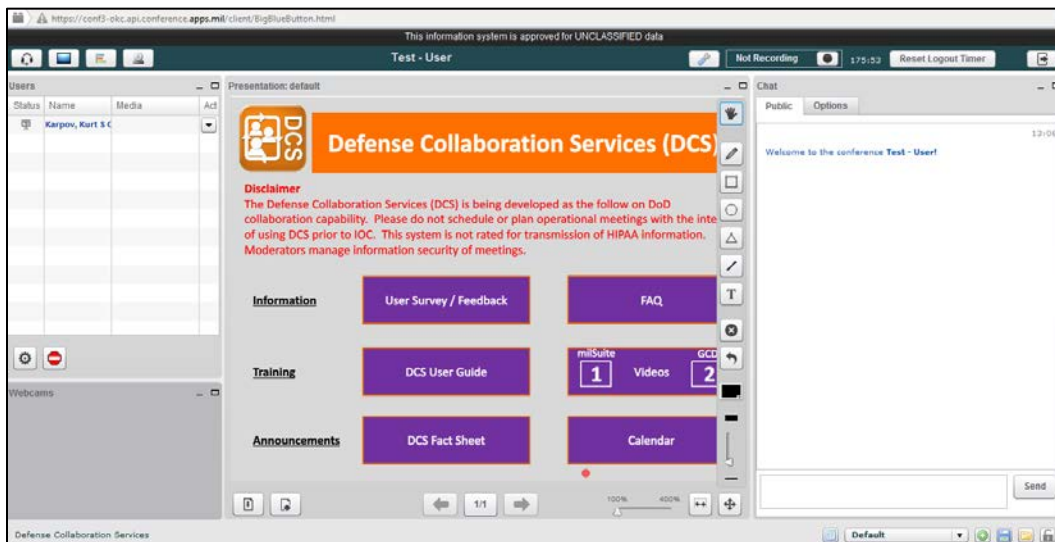 https://conf3-okc.api.conference.apps.mil/client/BigBlueButton.html
This information system is approved for UNCLASSIFIED data
Test - User
Not Recording
175:53
Reset Logout Timer
Users
Status Name Media Act
Karpov, Kurt S C
Webcams
Presentation: default
DCS
Defense Collaboration Services (DCS)
Disclaimer
The Defense Collaboration Services (DCS) is being developed as the follow on DoD
collaboration capability. Please do not schedule or plan operational meetings with the inte
of using DCS prior to IOC. This system is not rated for transmission of HIPAA information.
Moderators manage information security of meetings.
Information
User Survey / Feedback
FAQ
Training
DCS User Guide
milSuite
1
Videos
GCD
2
Announcements
DCS Fact Sheet
Calendar
T
1/1
100%
400%
Chat
Public
Options
Welcome to the conference Test - User!
Send
Defense Collaboration Services
Default